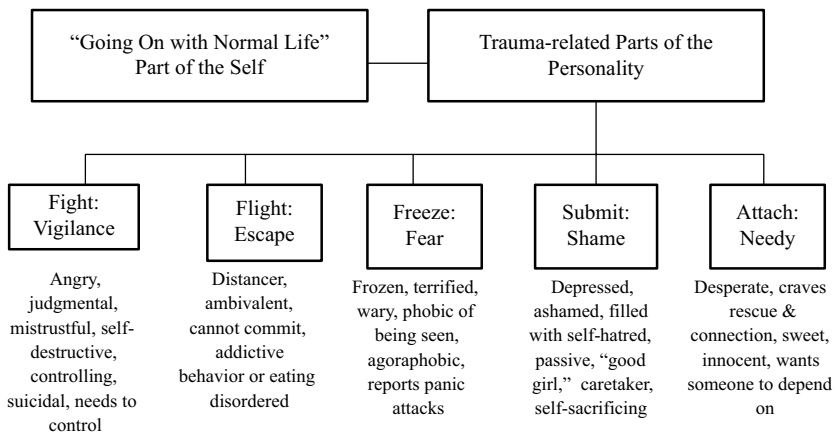 “Going On with Normal Life”
Part of the Self
Trauma-related Parts of the
Personality
Fight:
Vigilance
Flight:
Escape
Freeze:
Fear
Submit:
Shame
Attach:
Needy
Angry,
judgmental,
mistrustful, self-
destructive,
controlling,
suicidal, needs to
control
Distancer,
ambivalent,
cannot commit,
addictive
behavior or eating
disordered
Frozen, terrified,
wary, phobic of
being seen,
agoraphobic,
reports panic
attacks
Depressed,
ashamed, filled
with self-hatred,
passive, “good
girl,” caretaker,
self-sacrificing
Desperate, craves
rescue &
connection, sweet,
innocent, wants
someone to depend
on